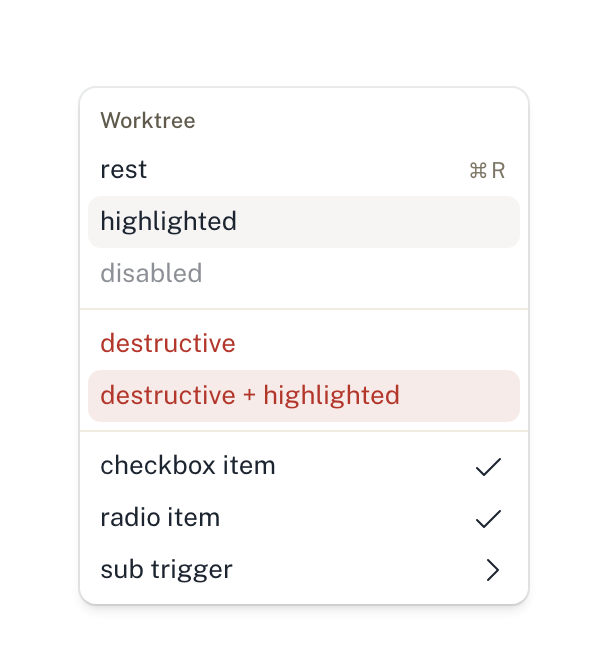 Worktree
rest ⌘R
highlighted
disabled
destructive
destructive + highlighted
checkbox item
radio item
sub trigger